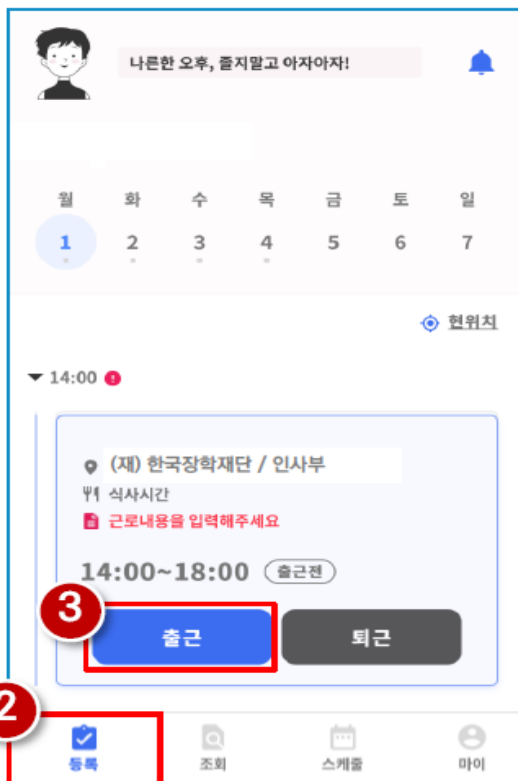 나른한 오후, 졸지말고 아자아자!
월 화 수 목 금 토 일
1 2 3 4 5 6 7
현위치
14:00
(재) 한국장학재단 / 인사부
식사시간
근로내용을 입력해주세요
14:00~18:00 출근전
3
출근 퇴근
2
등록 조회 스케줄 마이